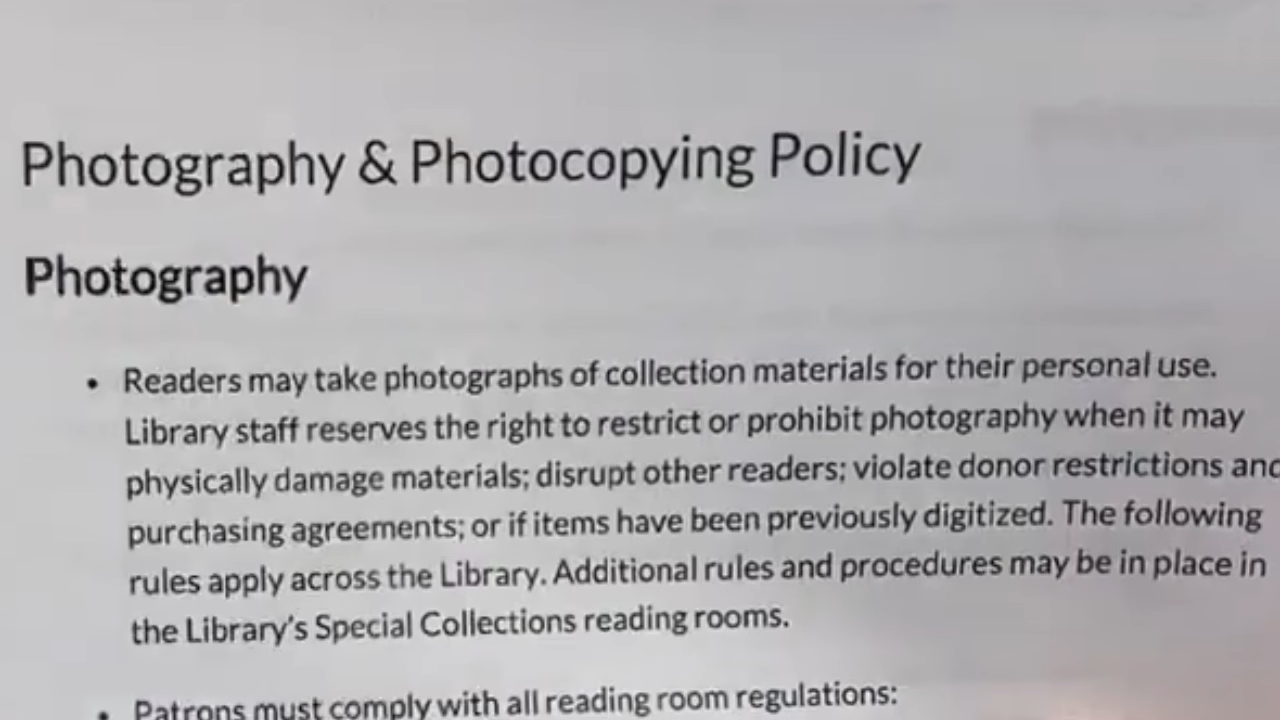 Photography & Photocopying Policy
Photography
• Readers may take photographs of collection materials for their personal use.
Library staff reserves the right to restrict or prohibit photography when it may
physically damage materials; disrupt other readers; violate donor restrictions and
purchasing agreements; or if items have been previously digitized. The following
rules apply across the Library. Additional rules and procedures may be in place in
the Library’s Special Collections reading rooms.
• Patrons must comply with all reading room regulations: